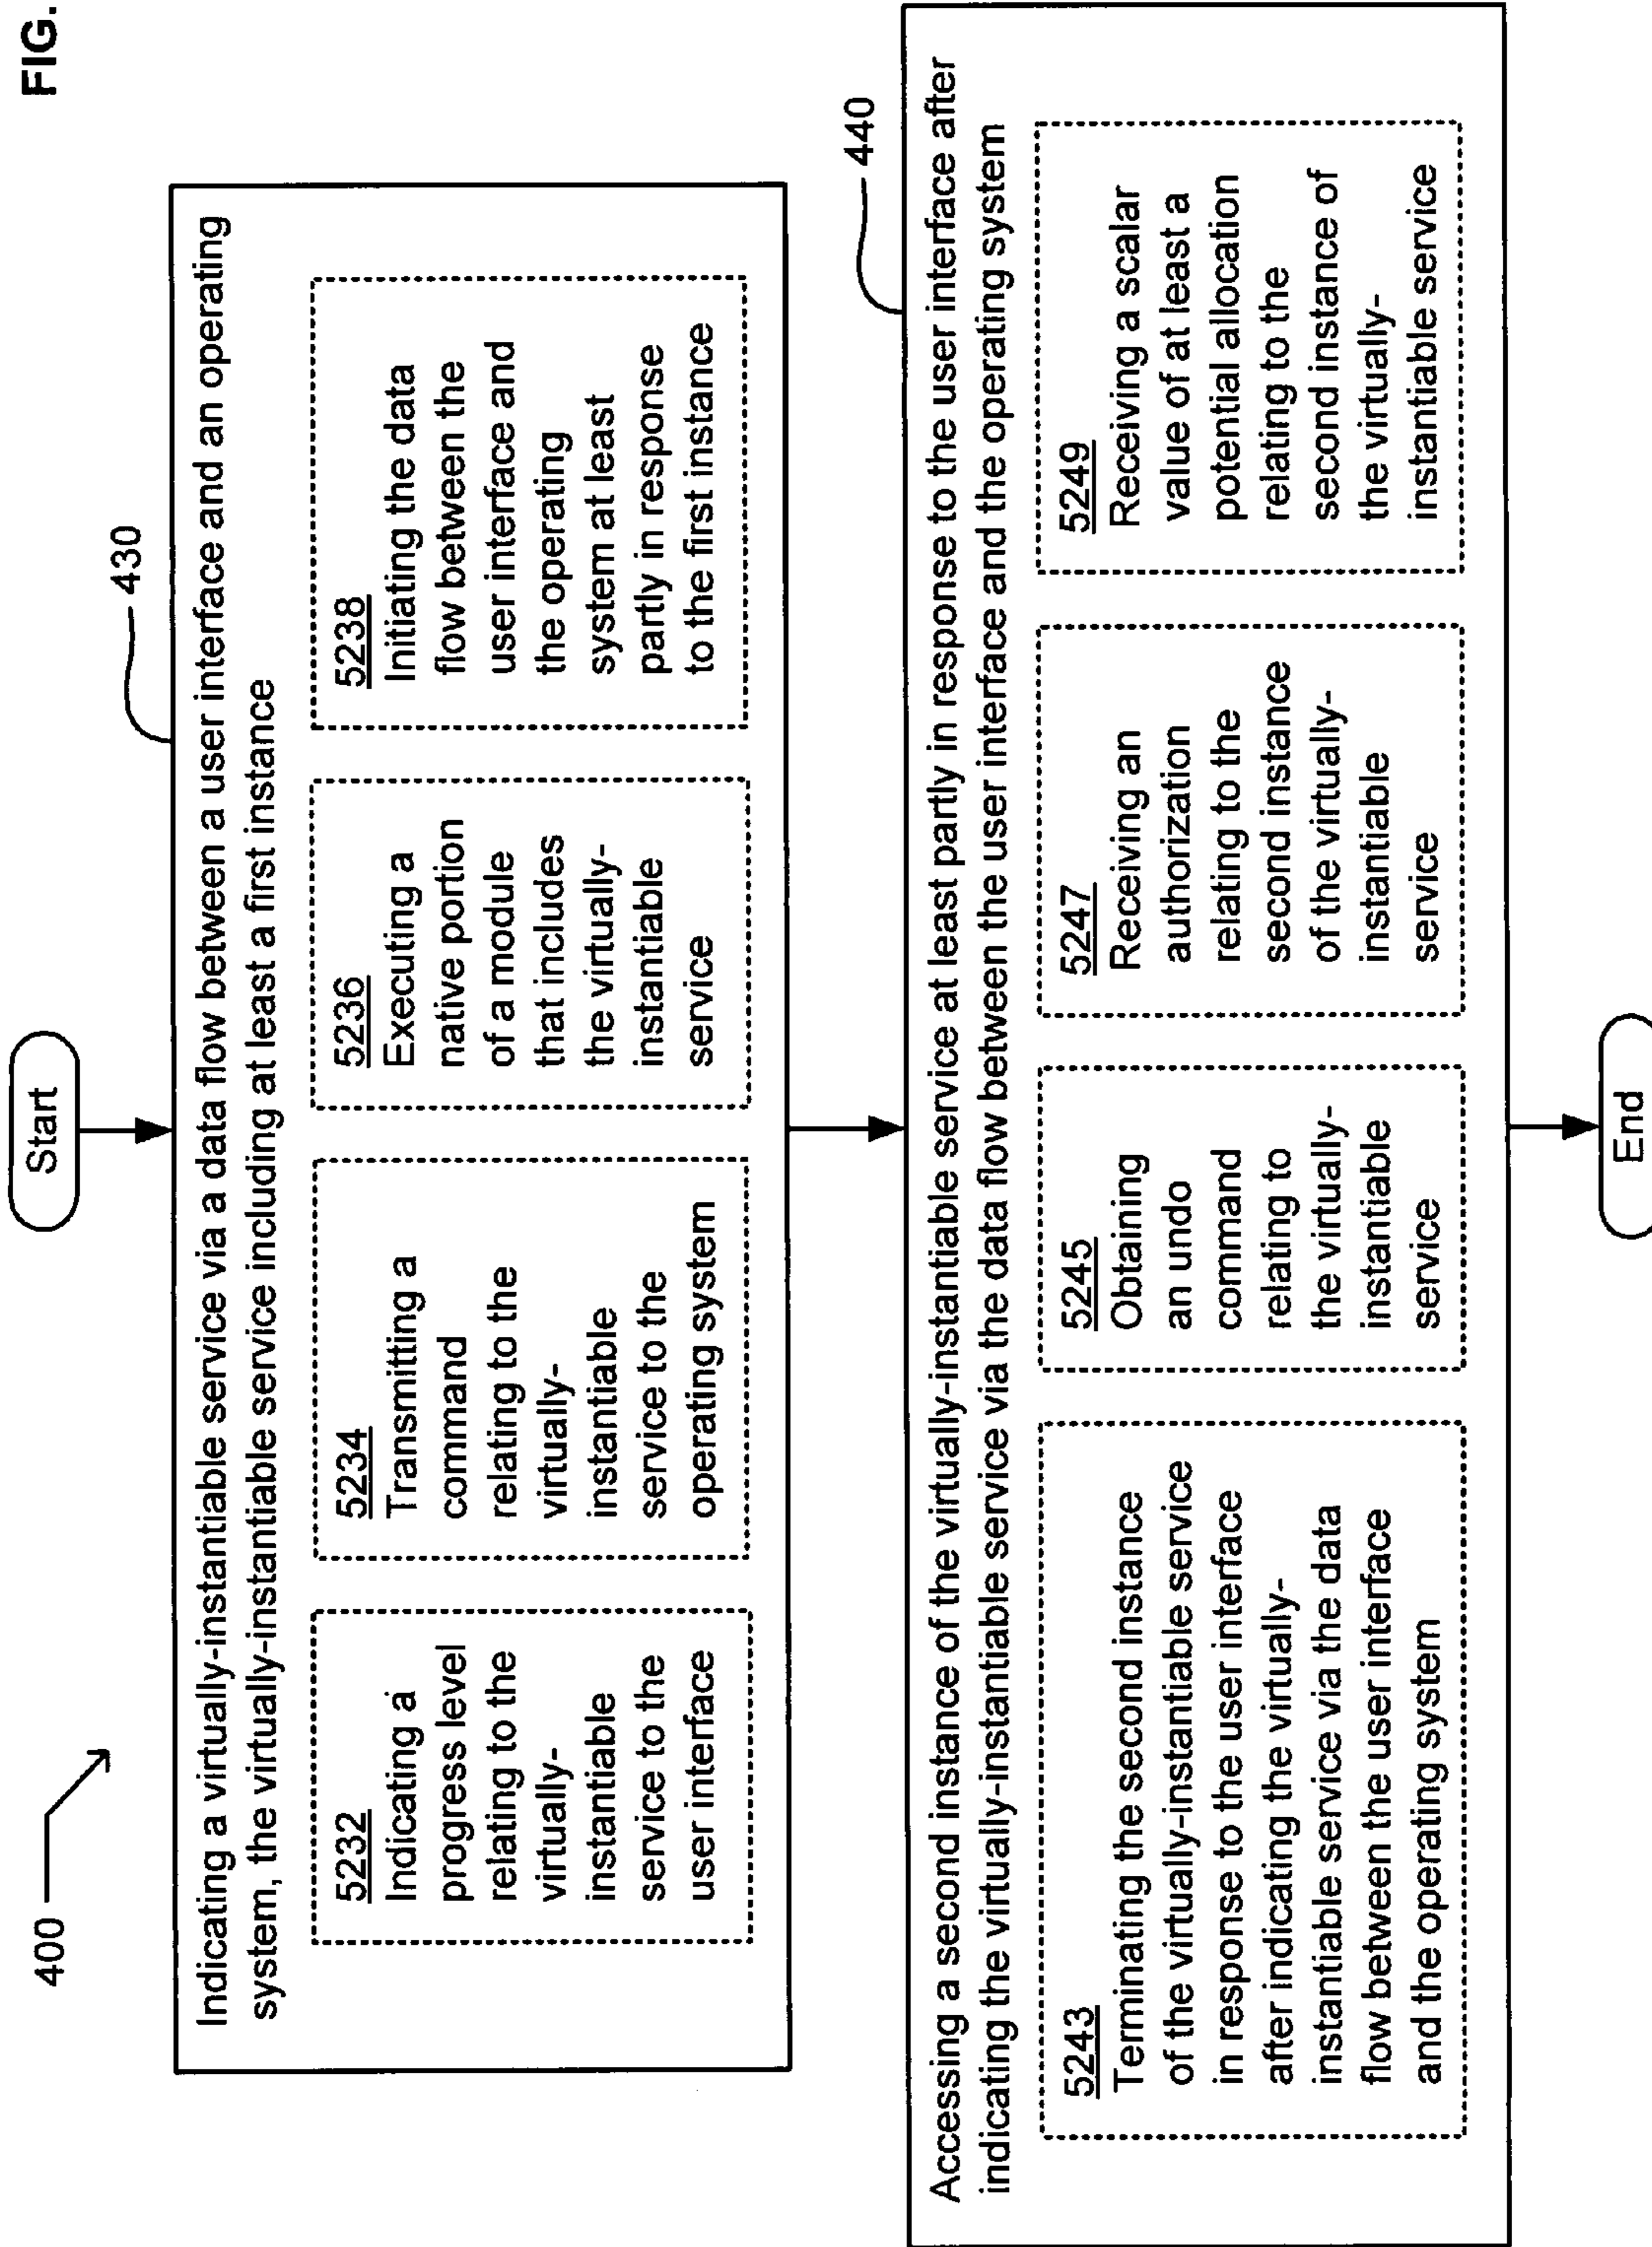 FIG.
400
Start
430
Indicating a virtually-instantiable service via a data flow between a user interface and an operating
system, the virtually-instantiable service including at least a first instance
5232
Indicating a
progress level
relating to the
virtually-
instantiable
service to the
user interface
5234
Transmitting a
command
relating to the
virtually-
instantiable
service to the
operating system
5236
Executing a
native portion
of a module
that includes
the virtually-
instantiable
service
5238
Initiating the data
flow between the
user interface and
the operating
system at least
partly in response
to the first instance
440
Accessing a second instance of the virtually-instantiable service at least partly in response to the user interface after
indicating the virtually-instantiable service via the data flow between the user interface and the operating system
5243
Terminating the second instance
of the virtually-instantiable service
in response to the user interface
after indicating the virtually-
instantiable service via the data
flow between the user interface
and the operating system
5245
Obtaining
an undo
command
relating to
the virtually-
instantiable
service
5247
Receiving an
authorization
relating to the
second instance
of the virtually-
instantiable
service
5249
Receiving a scalar
value of at least a
potential allocation
relating to the
second instance of
the virtually-
instantiable service
End